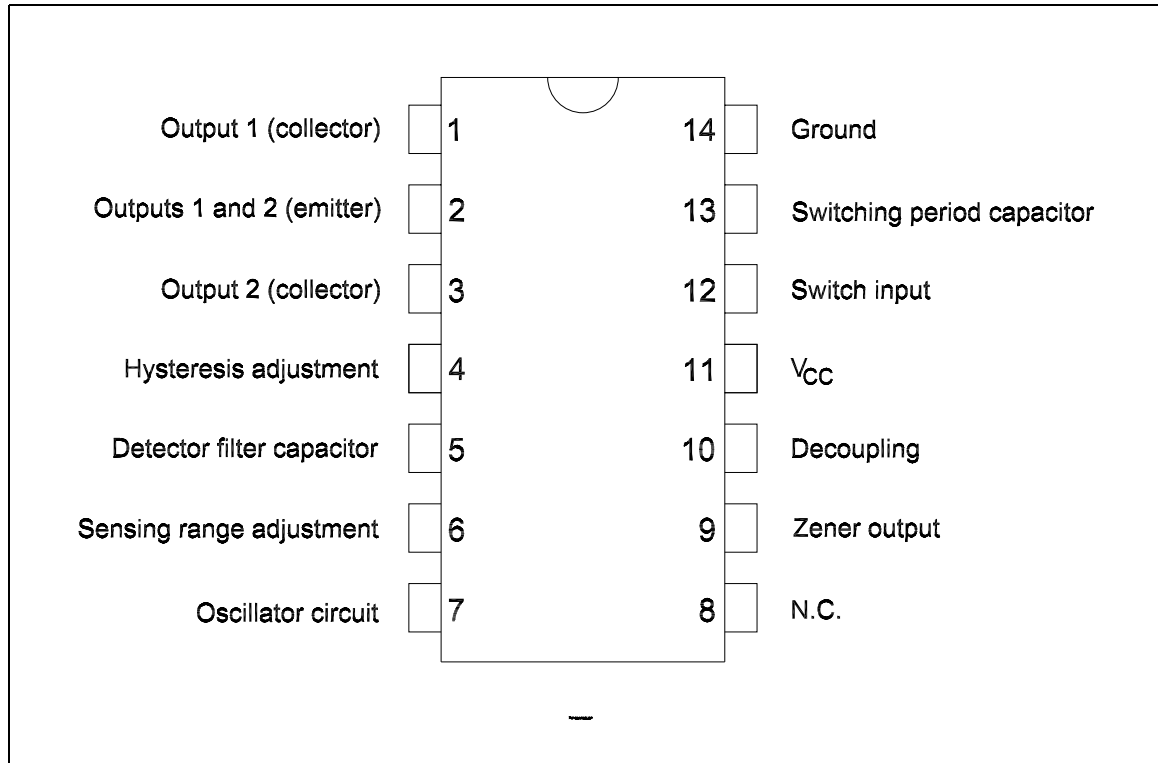 Output 1 (collector) 1 14 Ground
Outputs 1 and 2 (emitter) 2 13 Switching period capacitor
Output 2 (collector) 3 12 Switch input
Hysteresis adjustment 4 11 VCC
Detector filter capacitor 5 10 Decoupling
Sensing range adjustment 6 9 Zener output
Oscillator circuit 7 8 N.C.